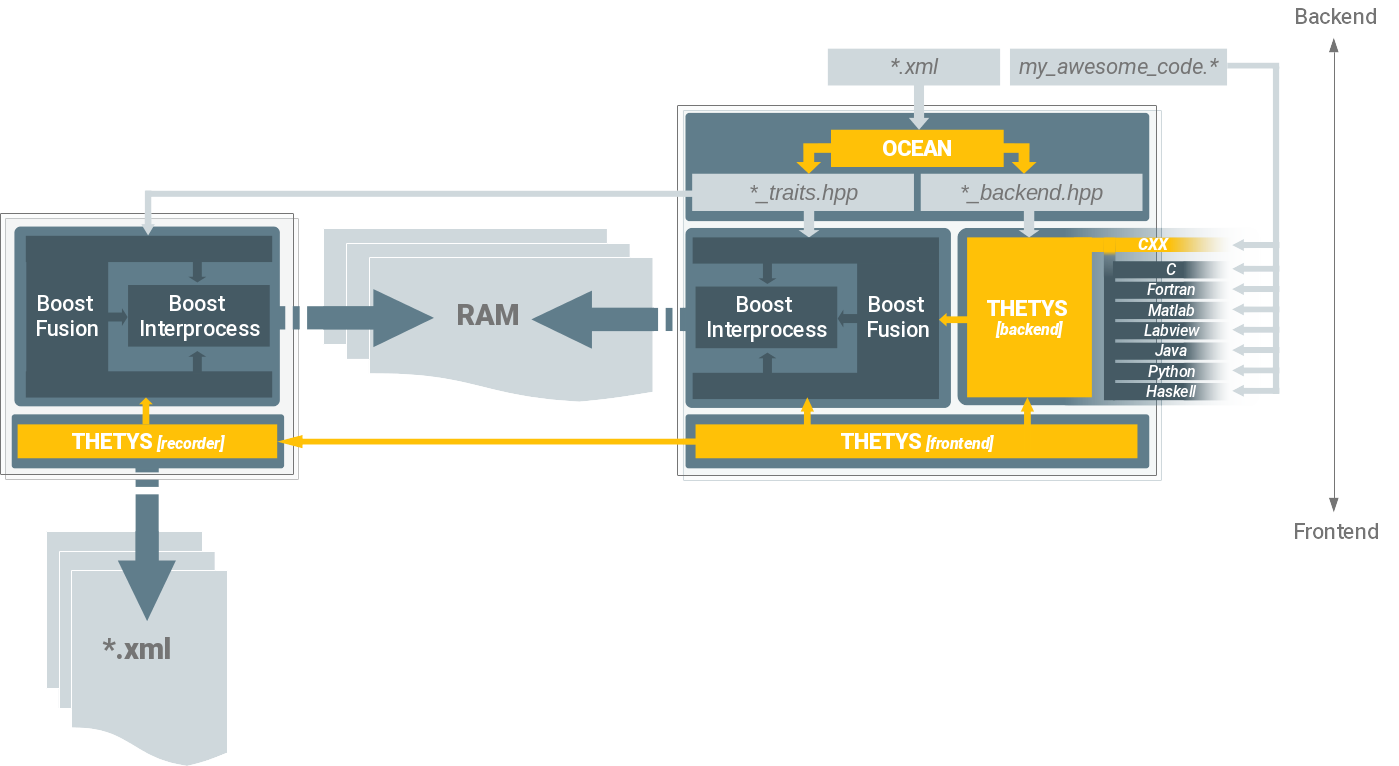 Backend
*.xml
my_awesome_code.*
OCEAN
*_traits.hpp
*_backend.hpp
CXX
C
Fortran
Matlab
Labview
Java
Python
Haskell
Boost
Fusion
Boost
Interprocess
RAM
Boost
Interprocess
Boost
Fusion
THETYS
[backend]
THETYS [recorder]
THETYS [frontend]
Frontend
*.xml